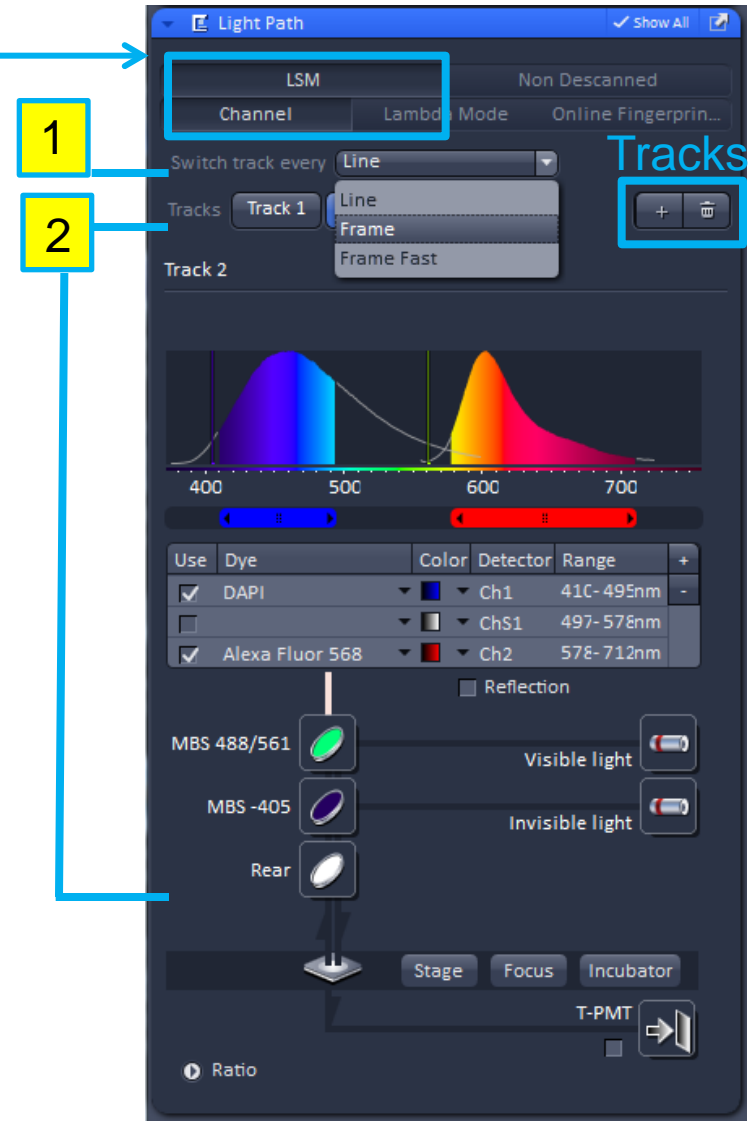 Light Path Show All
LSM Non Descanned
Channel Lambda Mode Online Fingerprin...
1
Switch track every Line
Tracks
Line
Tracks Track 1
Frame
2
Frame Fast
Track 2
400 500 600 700
Use Dye Color Detector Range +
DAPI Ch1 410-495nm -
ChS1 497-578nm
Alexa Fluor 568 Ch2 578-712nm
Reflection
MBS 488/561
Visible light
MBS -405
Invisible light
Rear
Stage Focus Incubator
T-PMT
Ratio